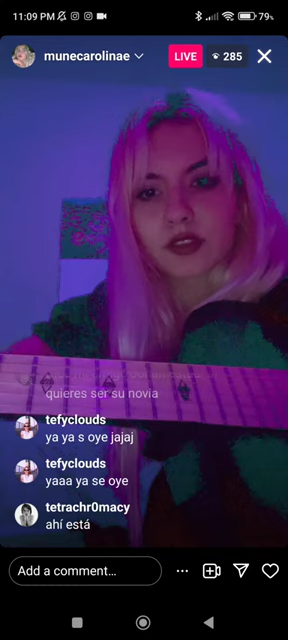 11:09 PM
79%
munecarolinae
LIVE
285
quieres ser su novia
tefyclouds
ya ya s oye jajaj
tefyclouds
yaaa ya se oye
tetrachr0macy
ahí está
Add a comment...